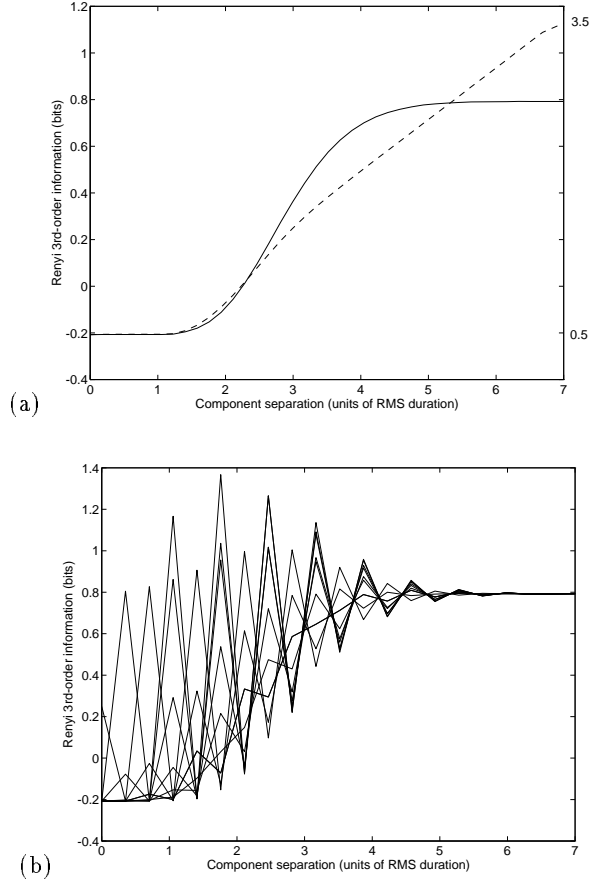 1.2
1
0.8
0.6
0.4
0.2
0
-0.2
-0.4
Renyi 3rd-order information (bits)
3.5
0.5
0 1 2 3 4 5 6 7
Component separation (units of RMS duration)
(a)
1.4
1.2
1
0.8
0.6
0.4
0.2
0
-0.2
-0.4
Renyi 3rd-order information (bits)
0 1 2 3 4 5 6 7
Component separation (units of RMS duration)
(b)